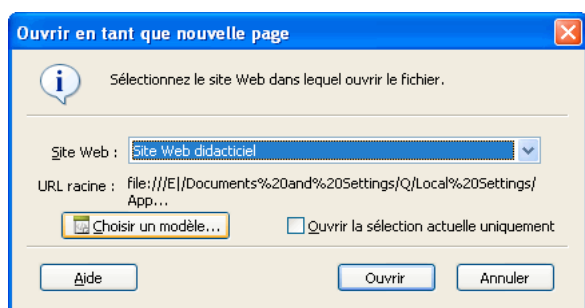 Ouvrir en tant que nouvelle page
Sélectionnez le site Web dans lequel ouvrir le fichier.
Site Web : Site Web didacticiel
URL racine : file:///E|/Documents%20and%20Settings/Q/Local%20Settings/
App...
Choisir un modèle... Ouvrir la sélection actuelle uniquement
Aide Ouvrir Annuler